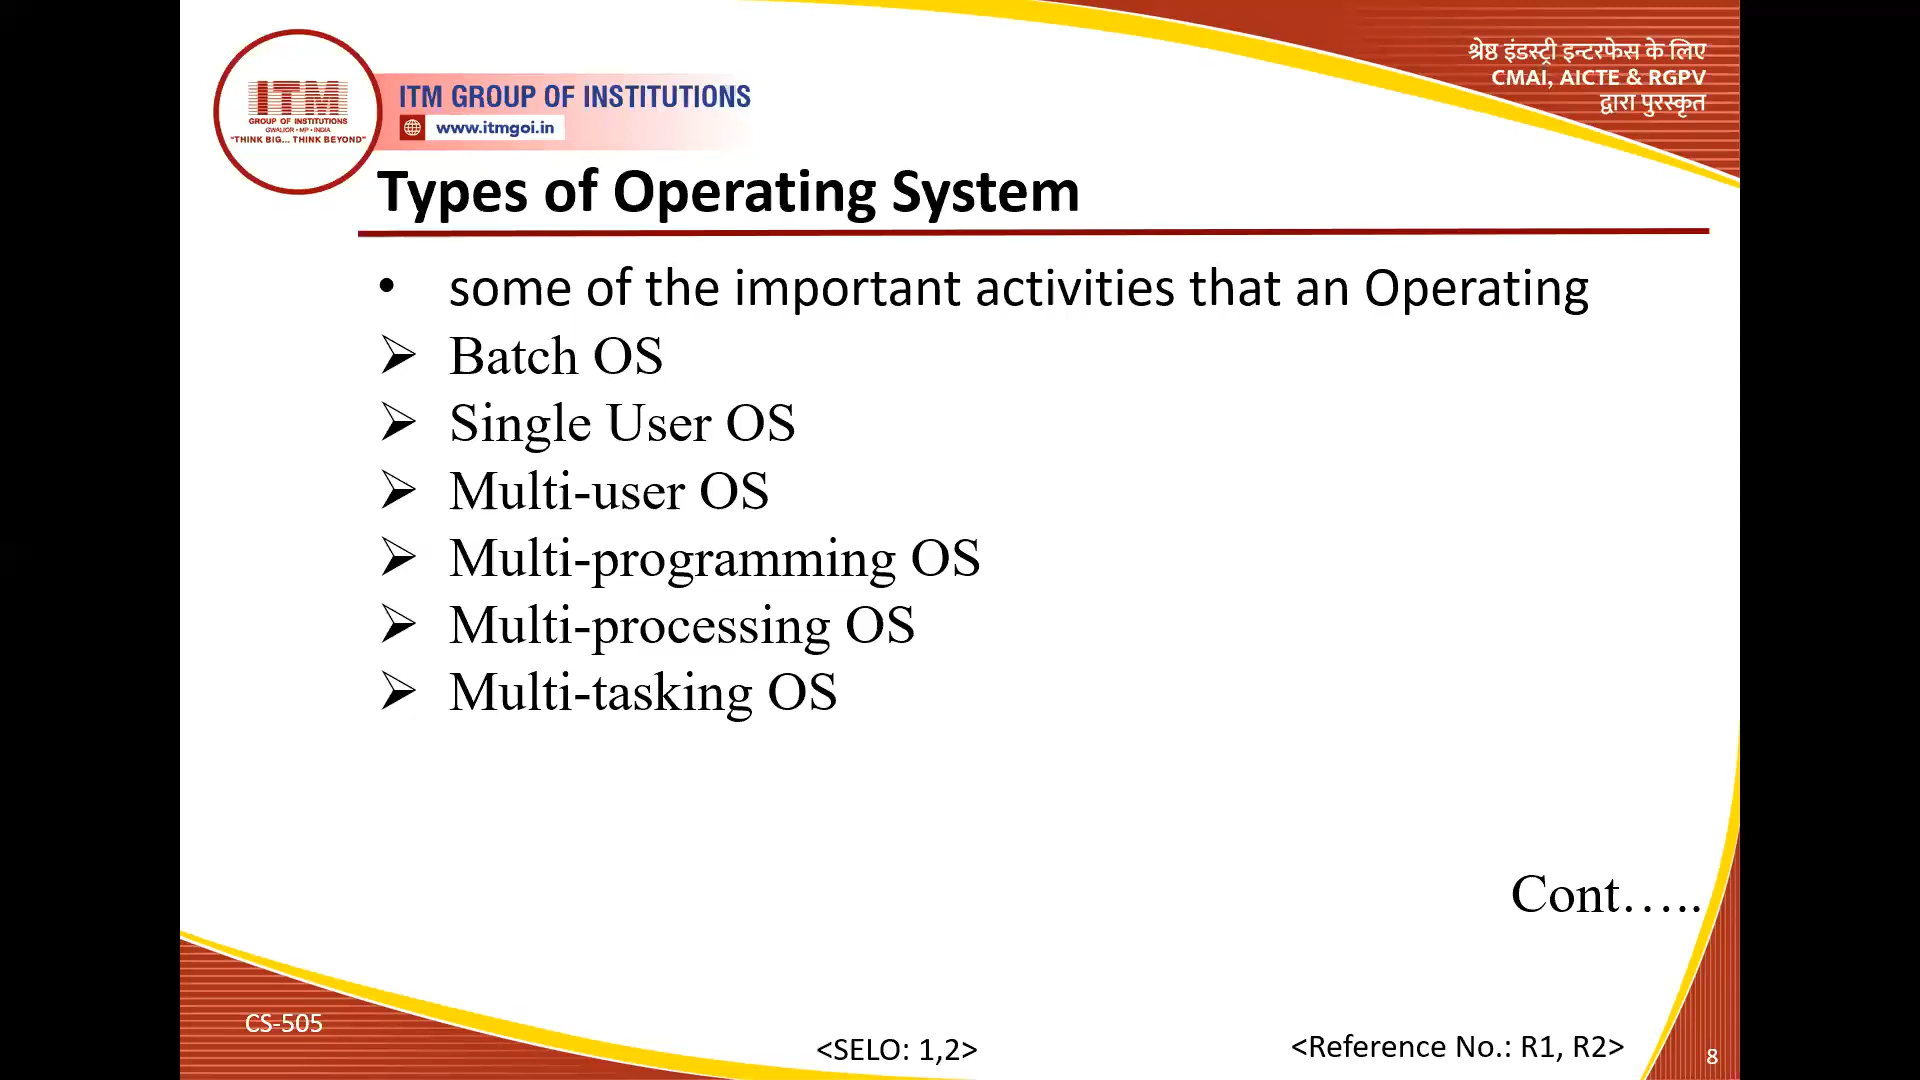 ITM
GROUP OF INSTITUTIONS
GWALIOR • MP • INDIA
"THINK BIG... THINK BEYOND"
ITM GROUP OF INSTITUTIONS
www.itmgoi.in
श्रेष्ठ इंडस्ट्री इन्टरफेस के लिए
CMAI, AICTE & RGPV
द्वारा पुरस्कृत
Types of Operating System
• some of the important activities that an Operating
➢ Batch OS
➢ Single User OS
➢ Multi-user OS
➢ Multi-programming OS
➢ Multi-processing OS
➢ Multi-tasking OS
Cont…..
CS-505
<SELO: 1,2>
<Reference No.: R1, R2>
8